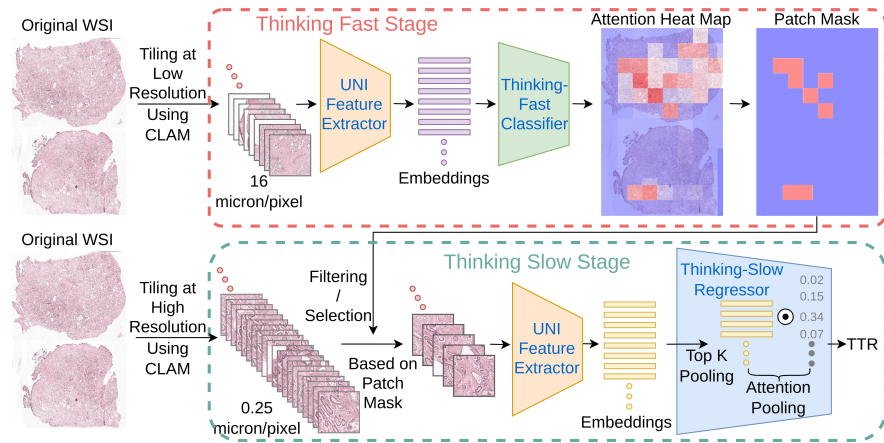 Original WSI
Tiling at
Low
Resolution
Using
CLAM
Thinking Fast Stage
16
micron/pixel
UNI
Feature
Extractor
Embeddings
Thinking-
Fast
Classifier
Attention Heat Map
Patch Mask
Original WSI
Tiling at
High
Resolution
Using
CLAM
Thinking Slow Stage
0.25
micron/pixel
Filtering
/
Selection
Based on
Patch
Mask
UNI
Feature
Extractor
Embeddings
Top K
Pooling
Thinking-Slow
Regressor
0.02
0.15
0.34
0.07
Attention
Pooling
TTR